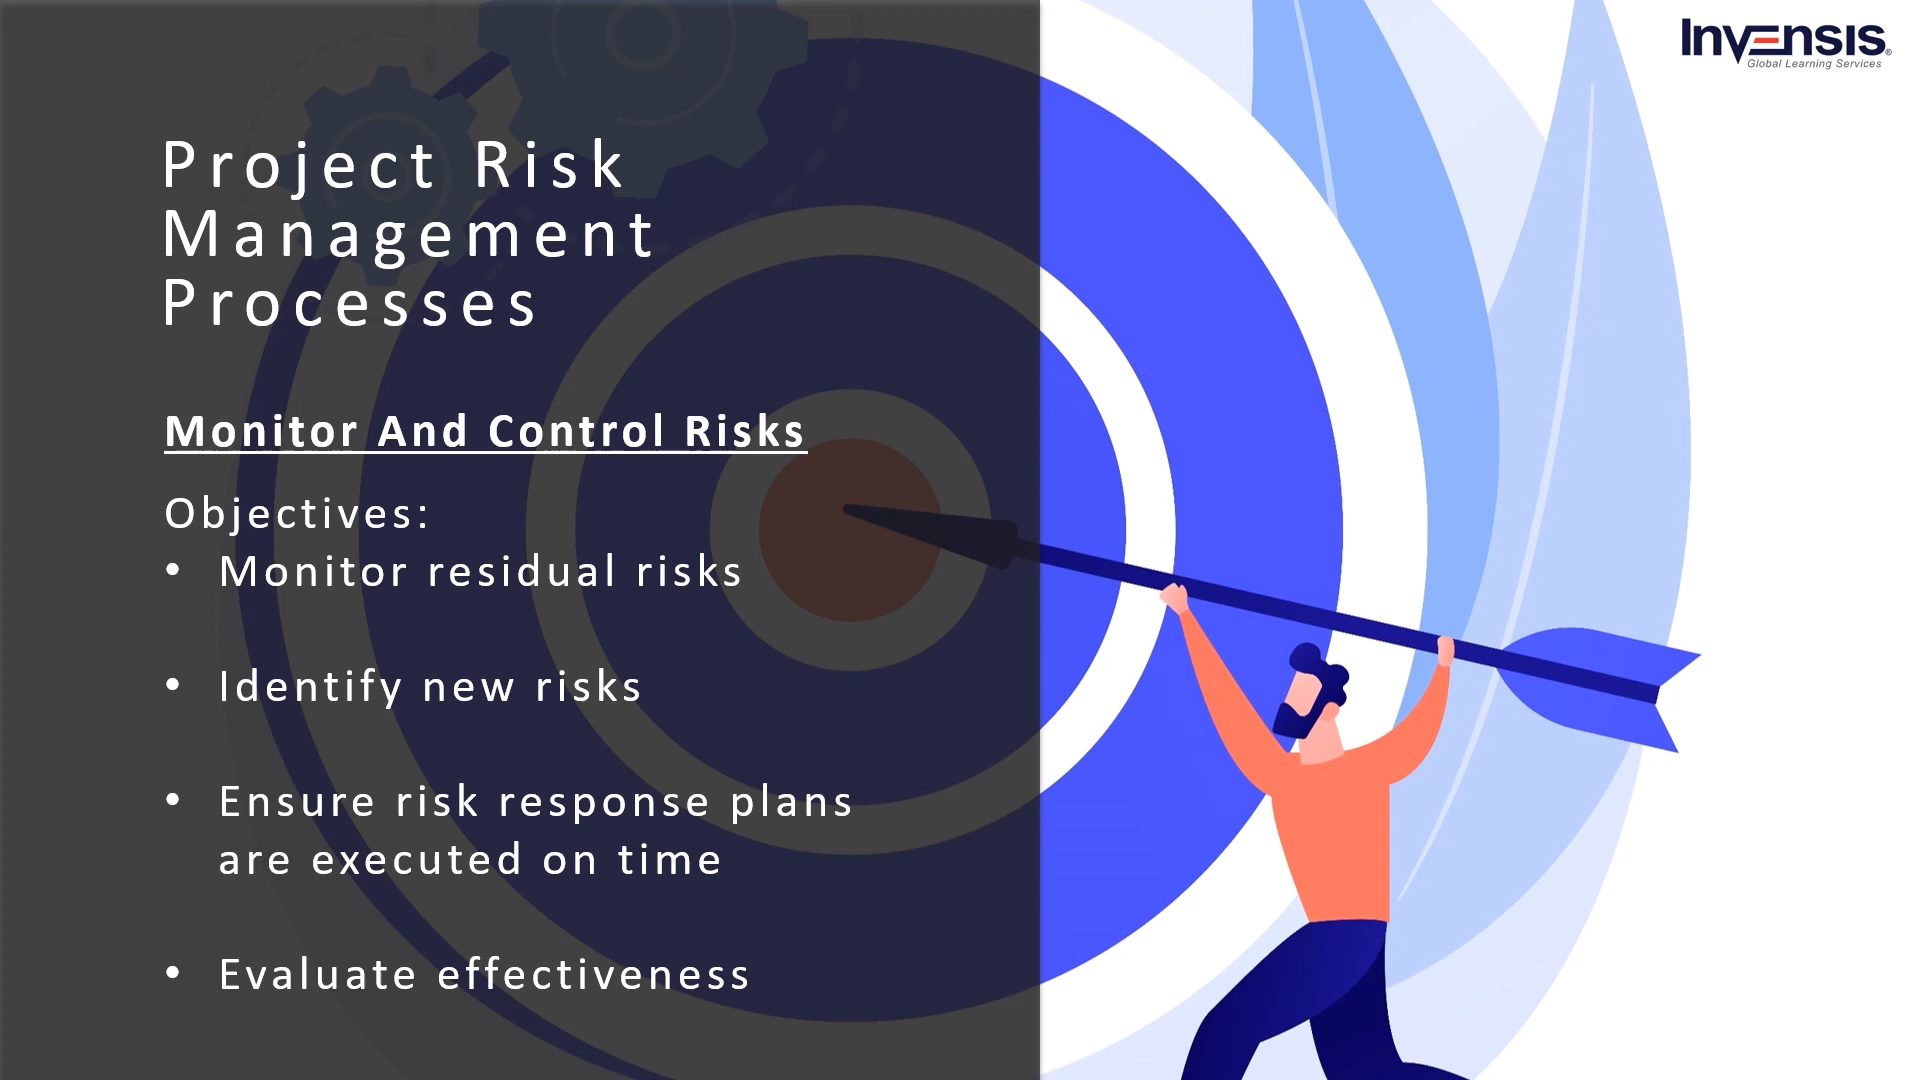 Invensis®
Global Learning Services
Project Risk
Management
Processes
Monitor And Control Risks
Objectives:
• Monitor residual risks
• Identify new risks
• Ensure risk response plans
are executed on time
• Evaluate effectiveness